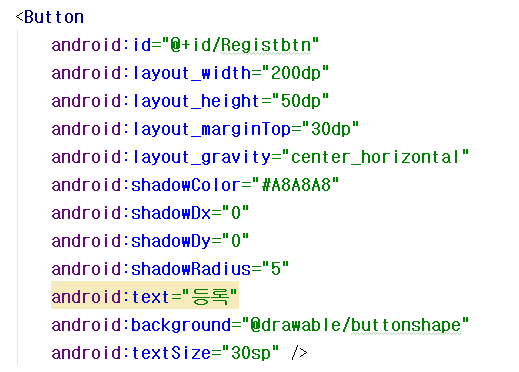 <Button
android:id="@+id/Registbtn"
android:layout_width="200dp"
android:layout_height="50dp"
android:layout_marginTop="30dp"
android:layout_gravity="center_horizontal"
android:shadowColor="#A8A8A8"
android:shadowDx="0"
android:shadowDy="0"
android:shadowRadius="5"
android:text="등록"
android:background="@drawable/buttonshape"
android:textSize="30sp" />